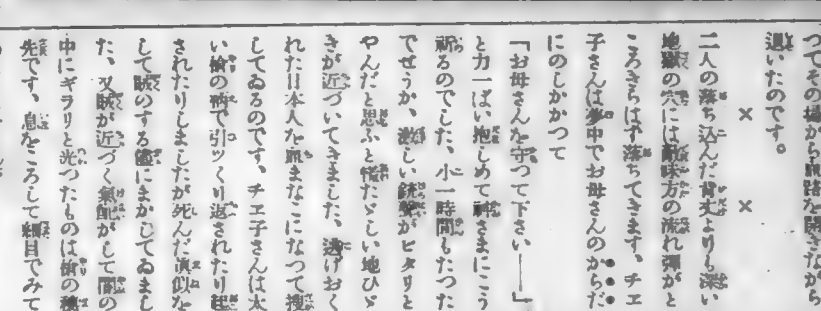 つてその場から血路を開きながら
退いたのです。
×　　×
二人の落ち込んだ背丈よりも深い
地獄の穴には敵味方の流れ弾がと
ころきらはず落ちてきます、チエ
子さんは夢中でお母さんのからだ
にのしかかつて
「お母さんを守つて下さい――」
と力一ぱい抱しめて神さまにこう
祈るのでした、小一時間もたつた
でせうか、激しい銃声がピタリと
やんだと思ふと慌たゞしい地ひゞ
きが近づいてきました、逃げおく
れた日本人を血まなこになつて捜
してゐるのです、チエ子さんは太
い槍の柄で引ツくり返されたり起
されたりしましたが死んだ真似を
して賊のする儘にまかしてゐまし
た、又賊が近づく気配がして闇の
中にギラリと光つたものは槍の穂
先です、息をころして細目でみて